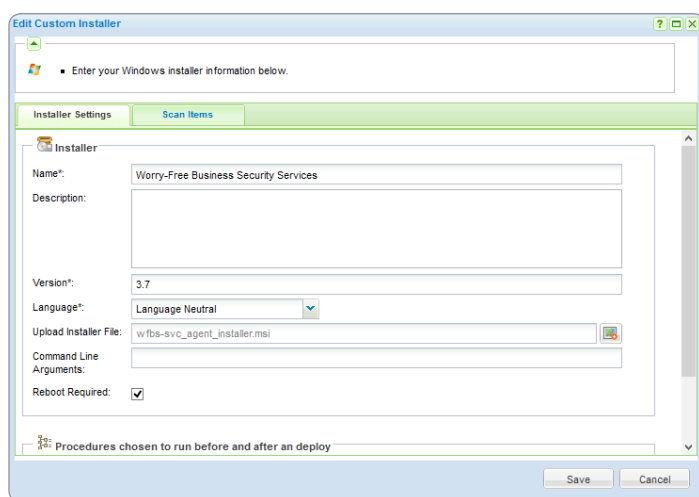 Edit Custom Installer
Enter your Windows installer information below.
Installer Settings
Scan Items
Installer
Name*:
Worry-Free Business Security Services
Description:
Version*:
3.7
Language*:
Language Neutral
Upload Installer File:
wfbs-svc_agent_installer.msi
Command Line
Arguments:
Reboot Required:
Procedures chosen to run before and after an deploy
Save
Cancel